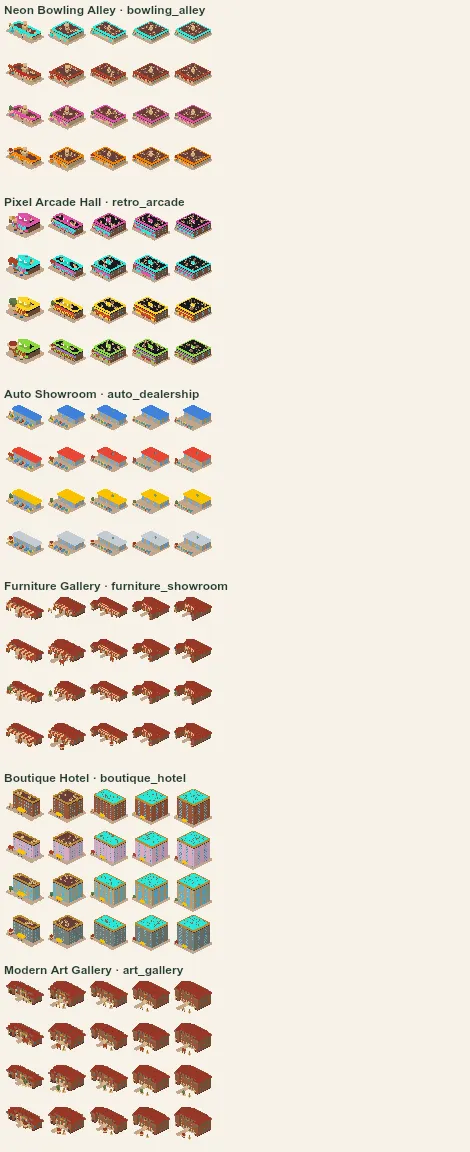 Neon Bowling Alley · bowling_alley
Pixel Arcade Hall · retro_arcade
Auto Showroom · auto_dealership
Furniture Gallery · furniture_showroom
Boutique Hotel · boutique_hotel
Modern Art Gallery · art_gallery